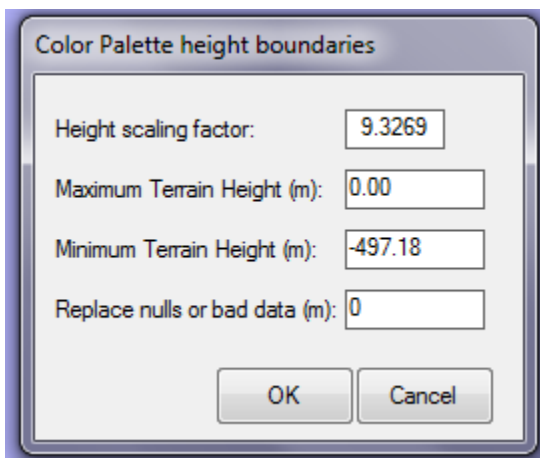 Color Palette height boundaries
Height scaling factor: 9.3269
Maximum Terrain Height (m): 0.00
Minimum Terrain Height (m): -497.18
Replace nulls or bad data (m): 0
OK Cancel